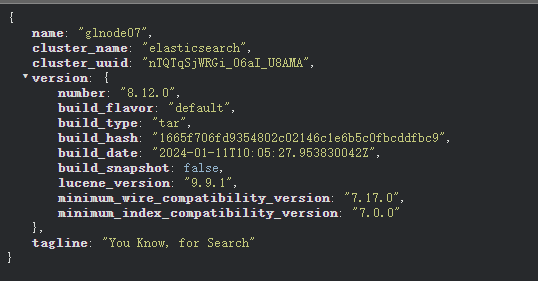 {
name: "glnode07",
cluster_name: "elasticsearch",
cluster_uuid: "nTQTqSjWRGi_O6aI_U8AMA",
version: {
number: "8.12.0",
build_flavor: "default",
build_type: "tar",
build_hash: "1665f706fd9354802c02146c1e6b5c0fbcddfbc9",
build_date: "2024-01-11T10:05:27.953830042Z",
build_snapshot: false,
lucene_version: "9.9.1",
minimum_wire_compatibility_version: "7.17.0",
minimum_index_compatibility_version: "7.0.0"
},
tagline: "You Know, for Search"
}